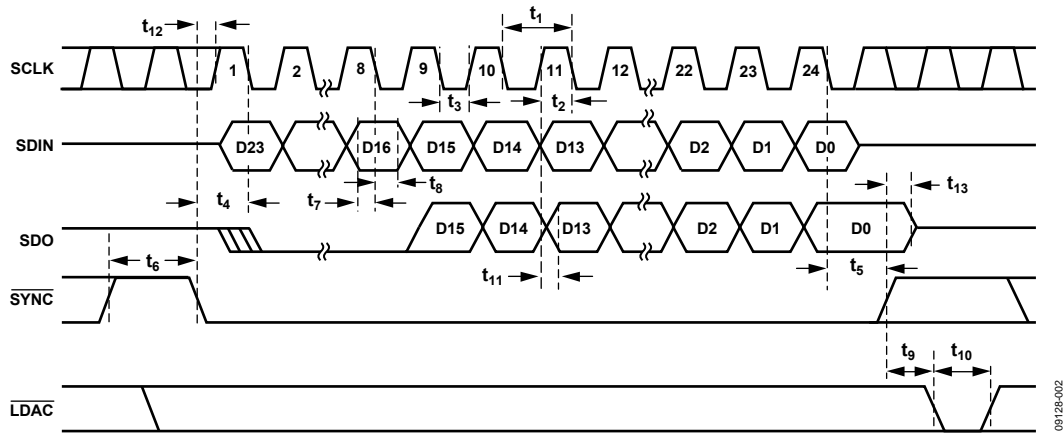 t12
t1
SCLK
1 2 8 9 10 11 12 22 23 24
t3
t2
SDIN
D23 D16 D15 D14 D13 D2 D1 D0
t4
t7
t8
t13
SDO
D15 D14 D13 D2 D1 D0
t6
t11
t5
SYNC
t9
t10
LDAC
09128-002